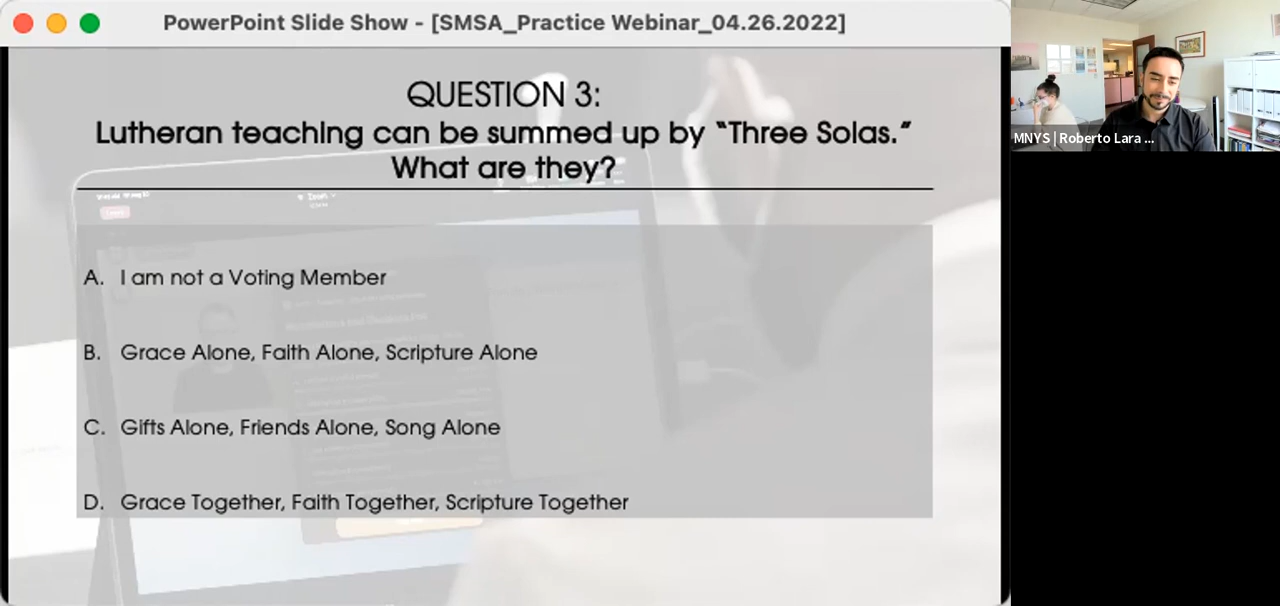 PowerPoint Slide Show - [SMSA_Practice Webinar_04.26.2022]
QUESTION 3:
Lutheran teaching can be summed up by “Three Solas.”
What are they?
A. I am not a Voting Member
B. Grace Alone, Faith Alone, Scripture Alone
C. Gifts Alone, Friends Alone, Song Alone
D. Grace Together, Faith Together, Scripture Together
MNYS | Roberto Lara ...